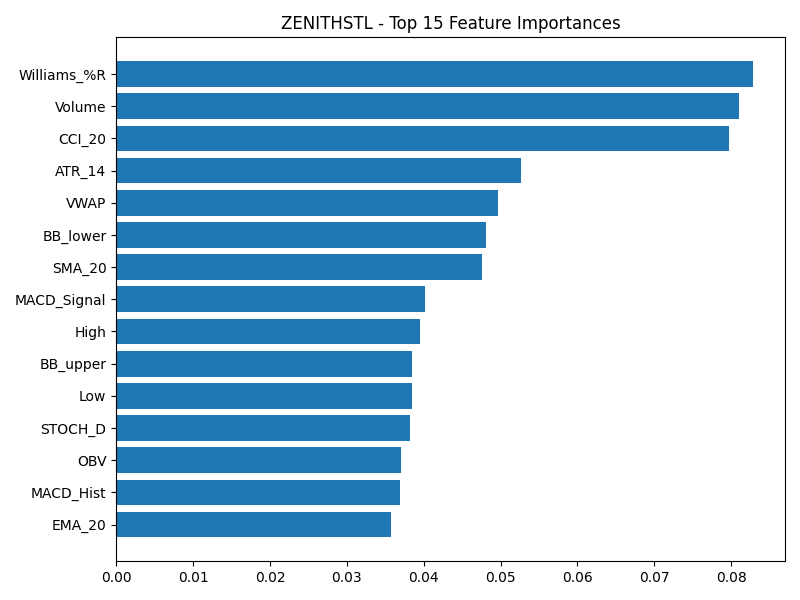 ZENITHSTL - Top 15 Feature Importances
Williams_%R
Volume
CCI_20
ATR_14
VWAP
BB_lower
SMA_20
MACD_Signal
High
BB_upper
Low
STOCH_D
OBV
MACD_Hist
EMA_20
0.00 0.01 0.02 0.03 0.04 0.05 0.06 0.07 0.08